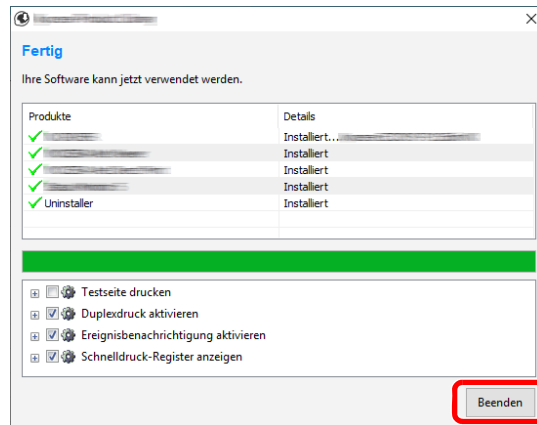 Fertig
Ihre Software kann jetzt verwendet werden.
Produkte Details
Installiert...
Installiert
Installiert
Installiert
Uninstaller Installiert
Testseite drucken
Duplexdruck aktivieren
Ereignisbenachrichtigung aktivieren
Schnelldruck-Register anzeigen
Beenden